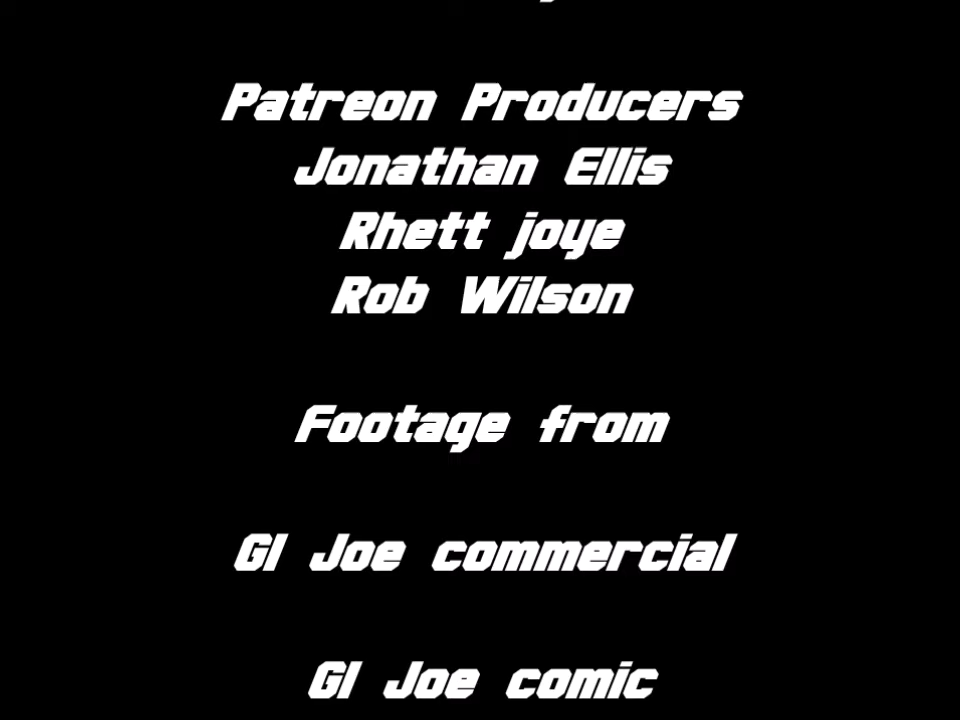 Patreon Producers
Jonathan Ellis
Rhett joye
Rob Wilson
Footage from
GI Joe commercial
GI Joe comic